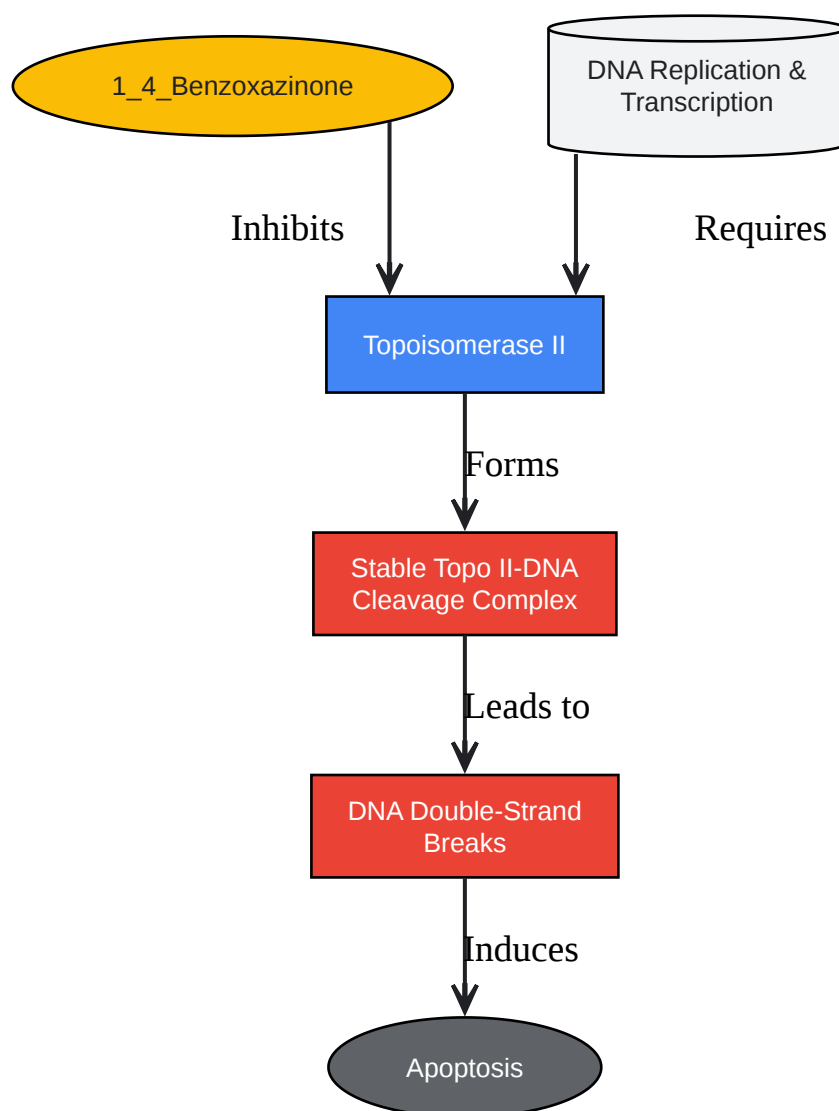 1_4_Benzoxazinone
DNA Replication &
Transcription
Inhibits
Requires
Topoisomerase II
Forms
Stable Topo II-DNA
Cleavage Complex
Leads to
DNA Double-Strand
Breaks
Induces
Apoptosis